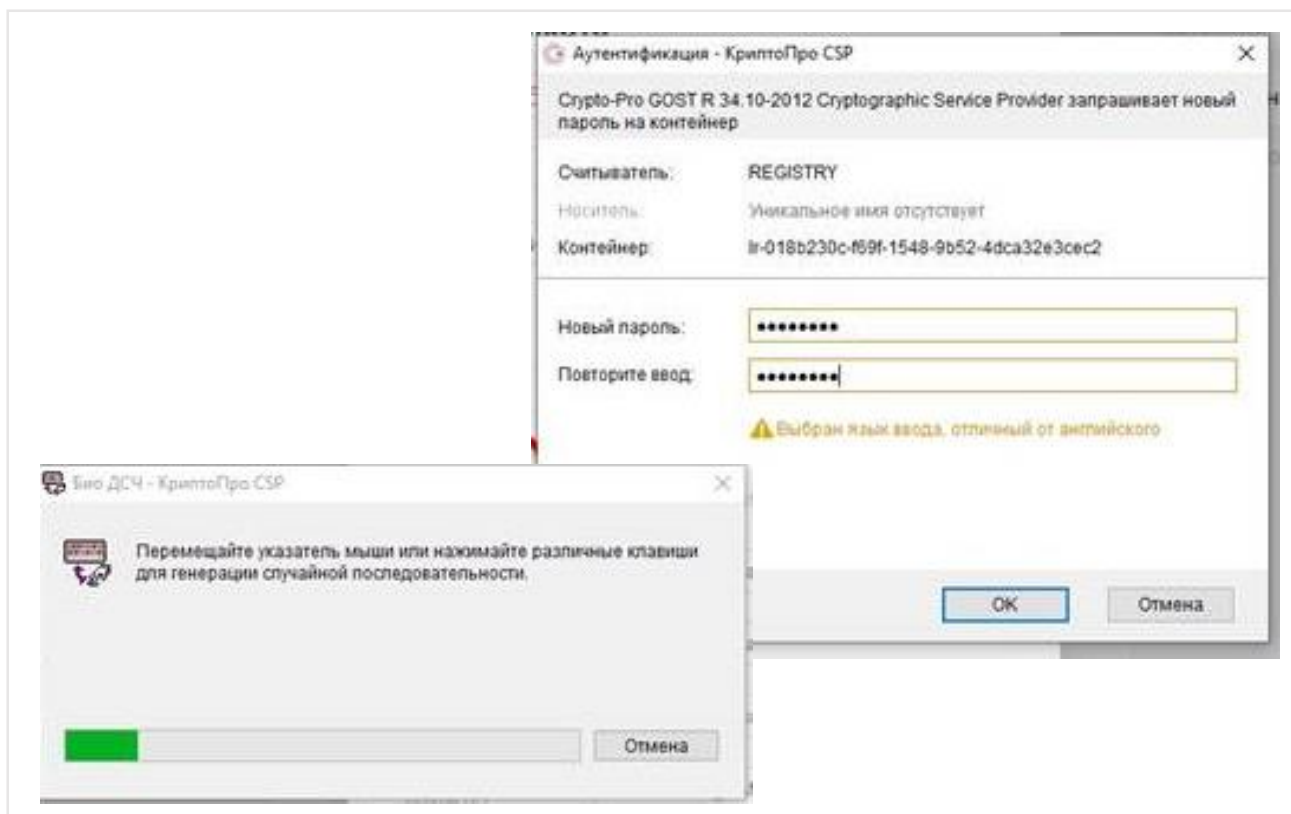 Аутентификация - КриптоПро CSP
Crypto-Pro GOST R 34.10-2012 Cryptographic Service Provider запрашивает новый
пароль на контейнер
Считыватель: REGISTRY
Носитель: Уникальное имя отсутствует
Контейнер: lr-018b230c-f69f-1548-9b52-4dca32e3cec2
Новый пароль: ••••••••
Повторите ввод: ••••••••
Выбран язык ввода, отличный от английского
OK Отмена
Био ДСЧ - КриптоПро CSP
Перемещайте указатель мыши или нажимайте различные клавиши
для генерации случайной последовательности.
Отмена